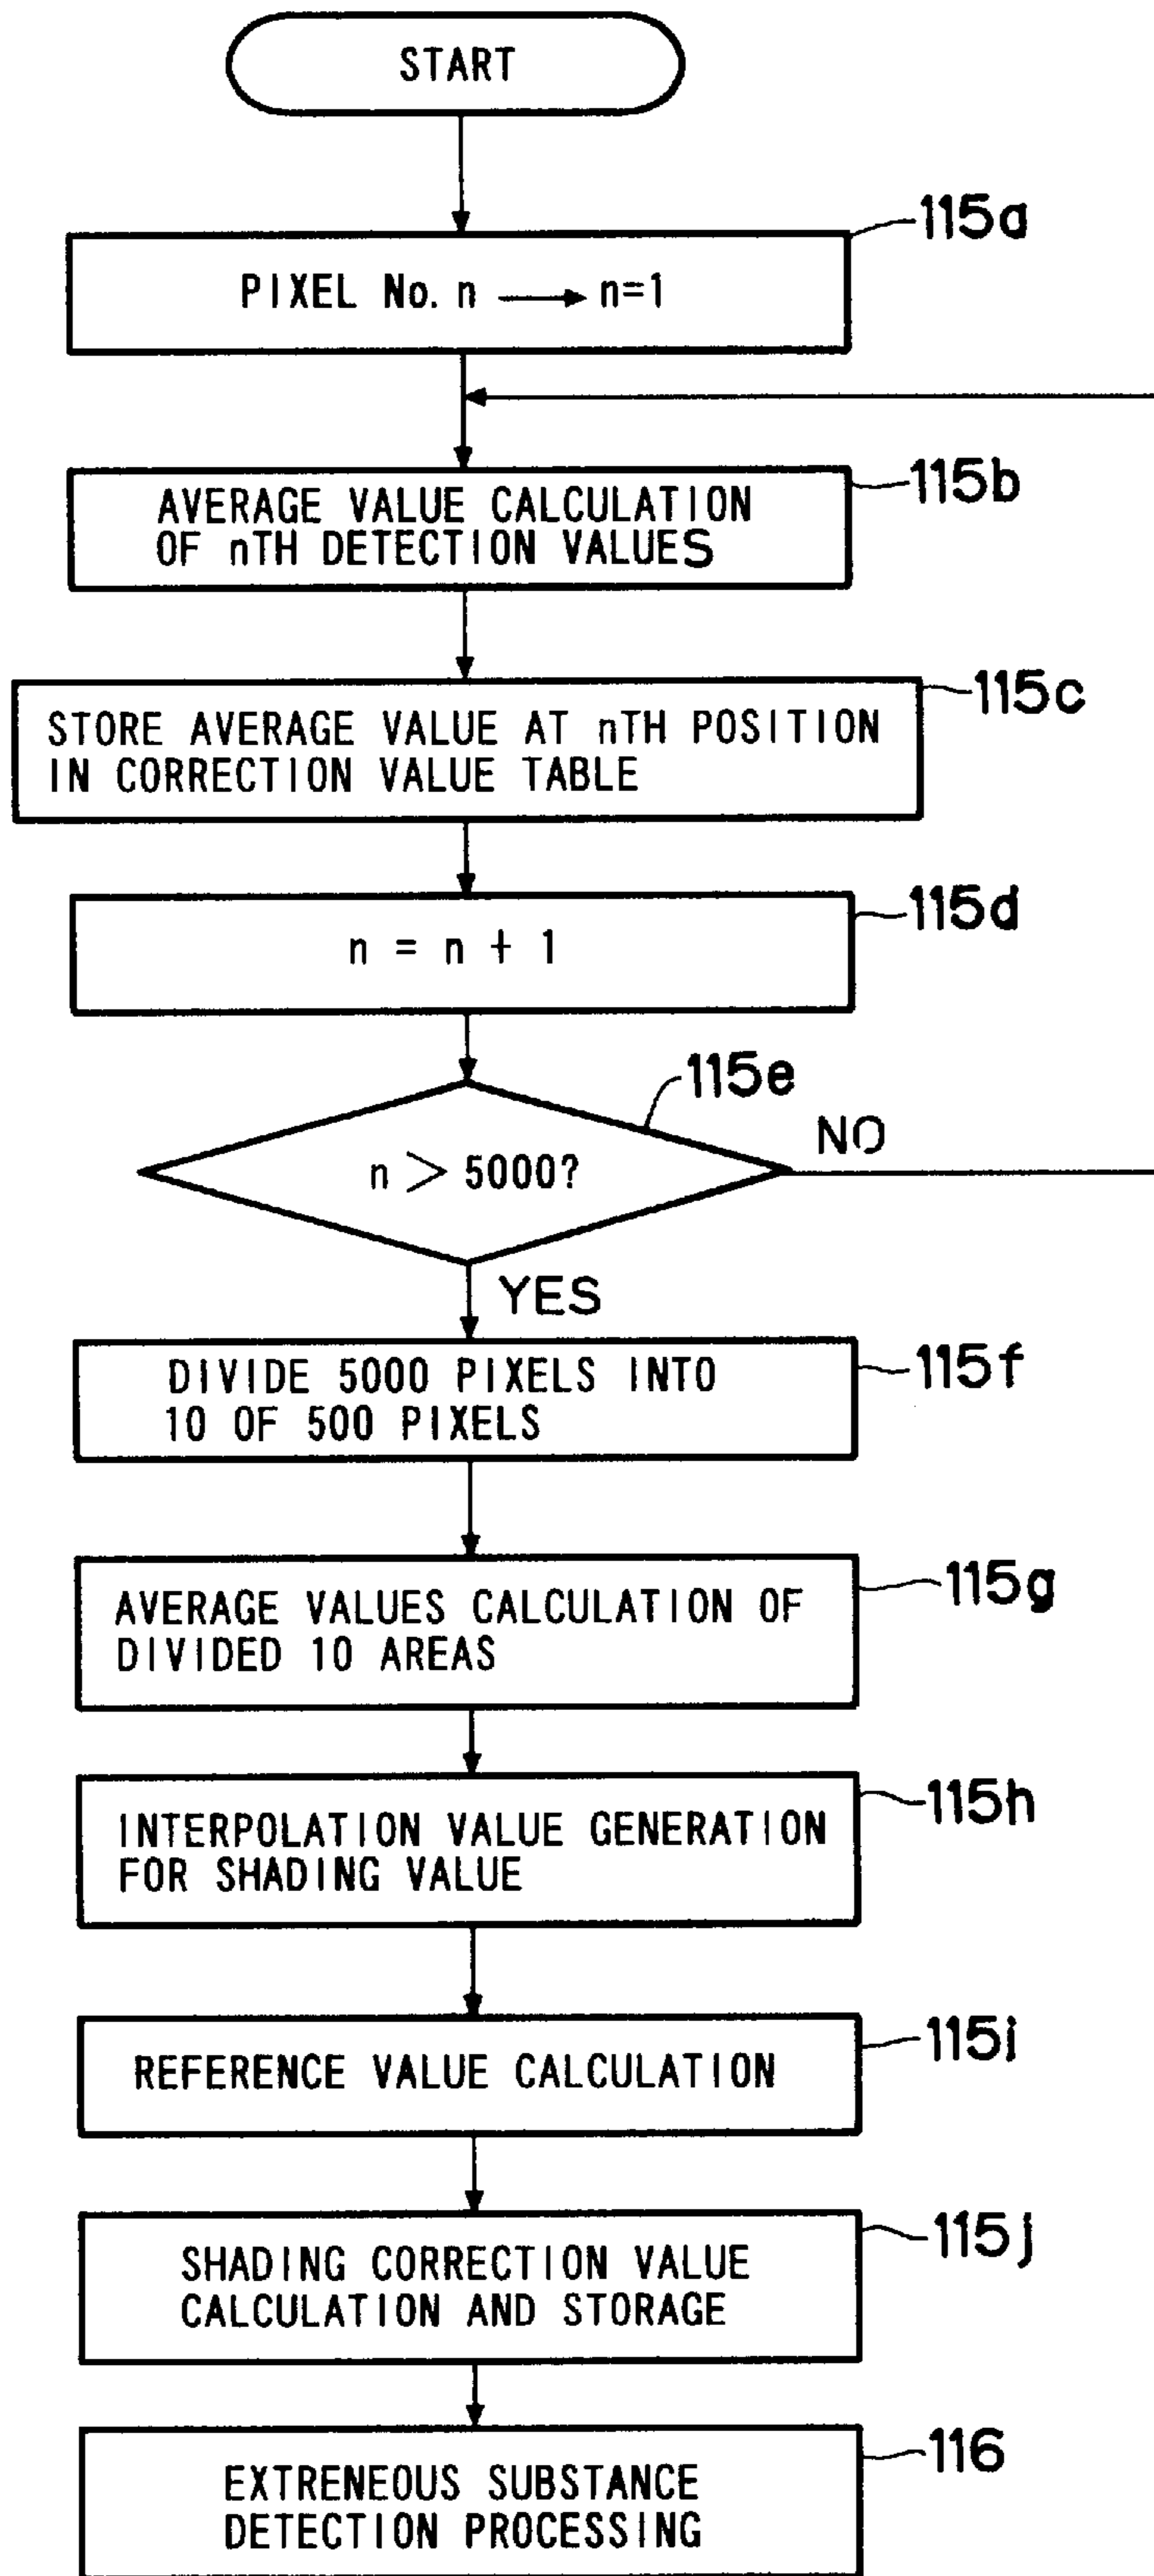 START
115a
PIXEL No. n → n=1
115b
AVERAGE VALUE CALCULATION
OF nTH DETECTION VALUES
115c
STORE AVERAGE VALUE AT nTH POSITION
IN CORRECTION VALUE TABLE
115d
n = n + 1
115e
n > 5000?
NO
YES
115f
DIVIDE 5000 PIXELS INTO
10 OF 500 PIXELS
115g
AVERAGE VALUES CALCULATION OF
DIVIDED 10 AREAS
115h
INTERPOLATION VALUE GENERATION
FOR SHADING VALUE
115i
REFERENCE VALUE CALCULATION
115j
SHADING CORRECTION VALUE
CALCULATION AND STORAGE
116
EXTRENEOUS SUBSTANCE
DETECTION PROCESSING